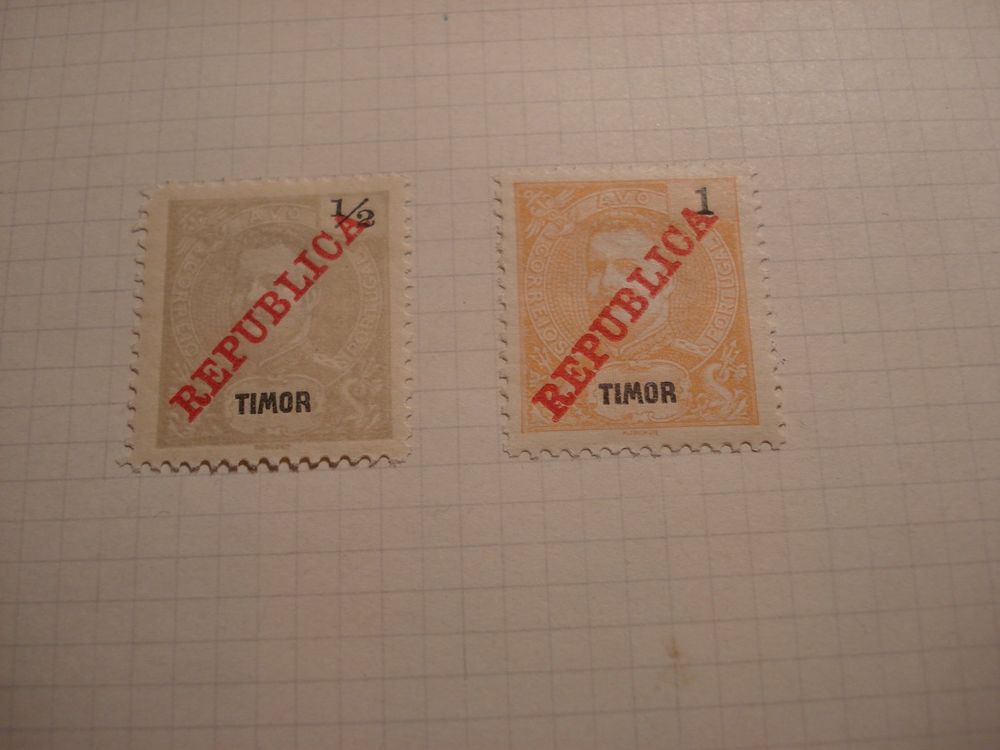 AVO
1/2
REPUBLICA
TIMOR
AVO
1
CORREIOS
PORTUGAL
REPUBLICA
TIMOR